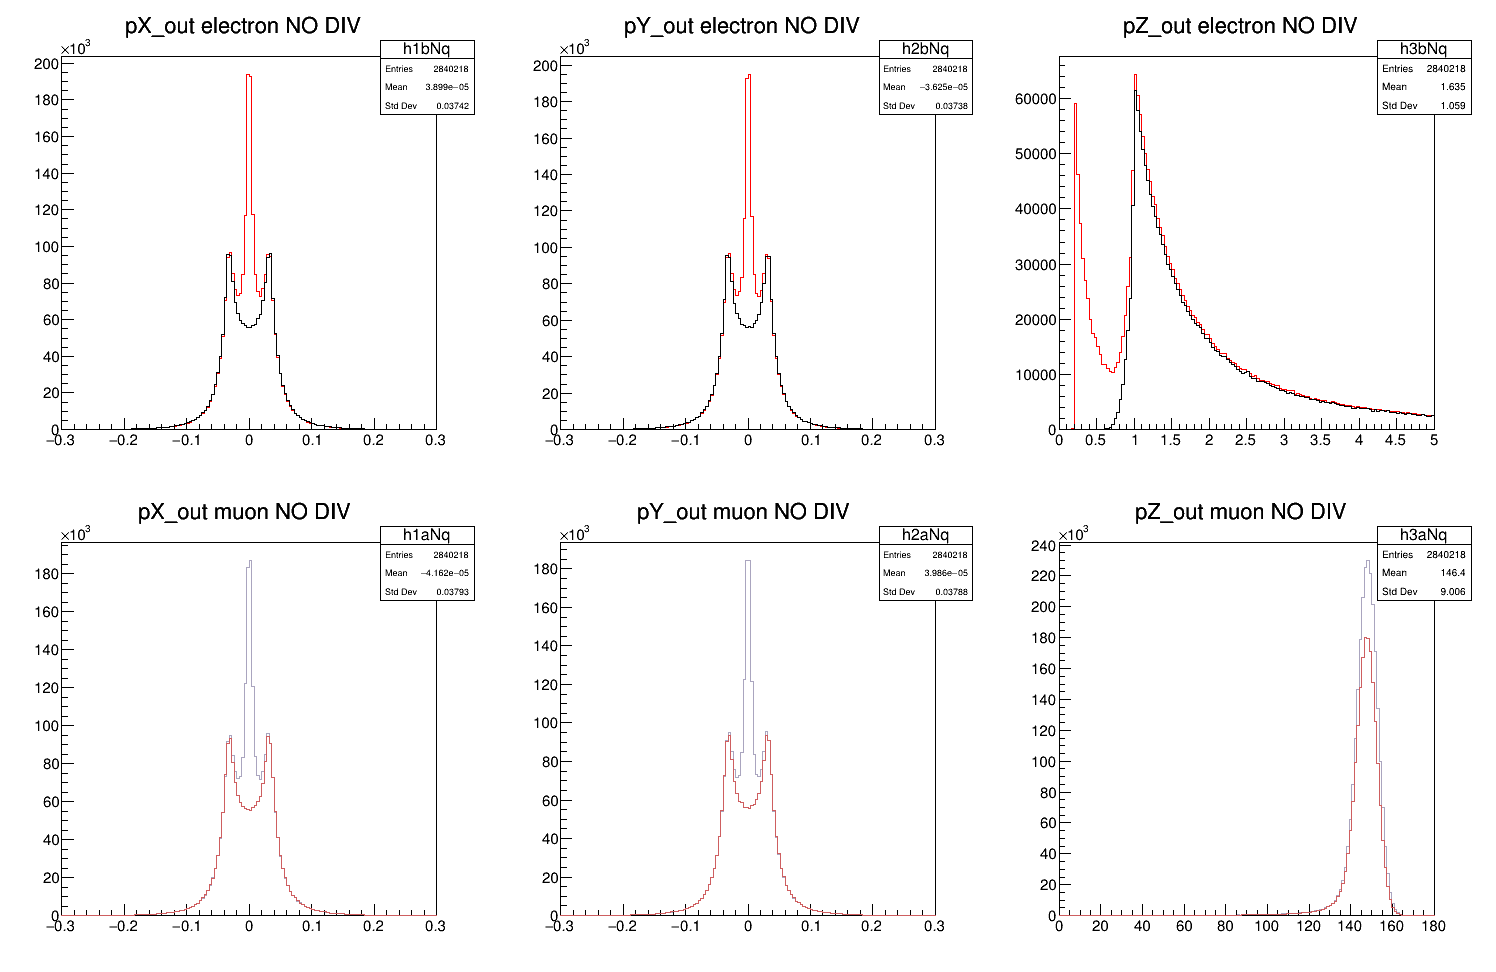 pX_out electron NO DIV
×10³
h1bNq
Entries 2840218
Mean 3.899e−05
Std Dev 0.03742
200
180
160
140
120
100
80
60
40
20
0
−0.3 −0.2 −0.1 0 0.1 0.2 0.3
pY_out electron NO DIV
×10³
h2bNq
Entries 2840218
Mean −3.625e−05
Std Dev 0.03738
200
180
160
140
120
100
80
60
40
20
0
−0.3 −0.2 −0.1 0 0.1 0.2 0.3
pZ_out electron NO DIV
h3bNq
Entries 2840218
Mean 1.635
Std Dev 1.059
60000
50000
40000
30000
20000
10000
0
0 0.5 1 1.5 2 2.5 3 3.5 4 4.5 5
pX_out muon NO DIV
×10³
h1aNq
Entries 2840218
Mean −4.162e−05
Std Dev 0.03793
180
160
140
120
100
80
60
40
20
0
−0.3 −0.2 −0.1 0 0.1 0.2 0.3
pY_out muon NO DIV
×10³
h2aNq
Entries 2840218
Mean 3.986e−05
Std Dev 0.03788
180
160
140
120
100
80
60
40
20
0
−0.3 −0.2 −0.1 0 0.1 0.2 0.3
pZ_out muon NO DIV
×10³
h3aNq
Entries 2840218
Mean 146.4
Std Dev 9.006
240
220
200
180
160
140
120
100
80
60
40
20
0
0 20 40 60 80 100 120 140 160 180